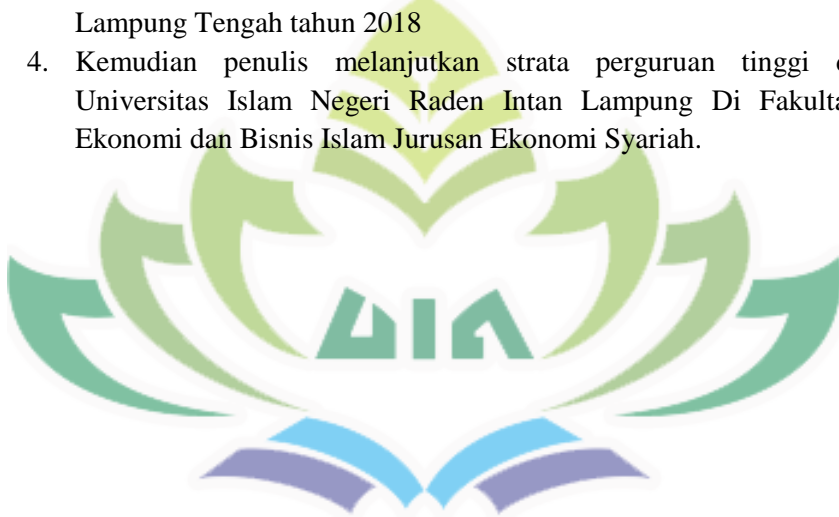 Lampung Tengah tahun 2018
4. Kemudian penulis melanjutkan strata perguruan tinggi
Universitas Islam Negeri Raden Intan Lampung Di
Ekonomi dan Bisnis Islam Jurusan Ekonomi Syariah.
UIN